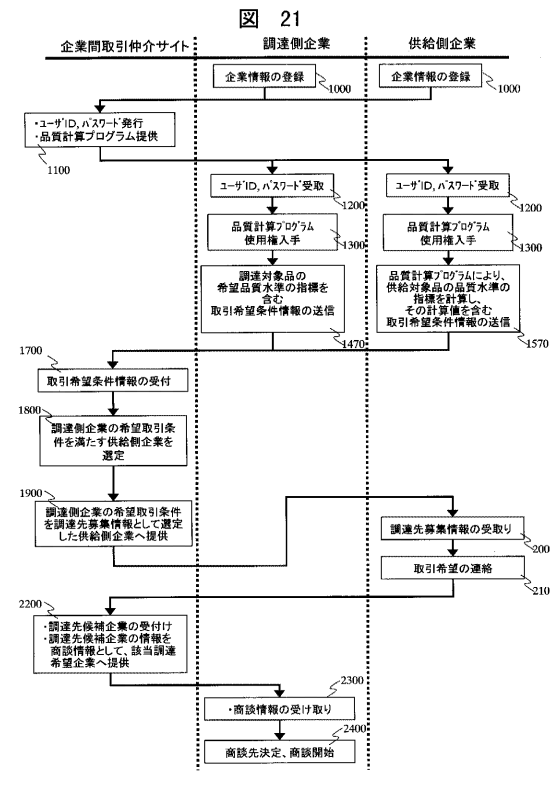 図 21
企業間取引仲介サイト
調達側企業
供給側企業
企業情報の登録
1000
企業情報の登録
1000
・ユーザID,パスワード発行
・品質計算プログラム提供
1100
ユーザID,パスワード受取
1200
ユーザID,パスワード受取
1200
品質計算プログラム
使用権入手
1300
品質計算プログラム
使用権入手
1300
調達対象品の
希望品質水準の指標を
含む
取引希望条件情報の送信
1470
品質計算プログラムにより、
供給対象品の品質水準の
指標を計算し、
その計算値を含む
取引希望条件情報の送信
1570
1700
取引希望条件情報の受付
1800
調達側企業の希望取引条
件を満たす供給側企業を
選定
1900
調達側企業の希望取引条件
を調達先募集情報として選定
した供給側企業へ提供
調達先募集情報の受取り
200
取引希望の連絡
210
2200
・調達先候補企業の受付け
・調達先候補企業の情報を
商談情報として、該当調達
希望企業へ提供
2300
・商談情報の受け取り
2400
商談先決定、商談開始